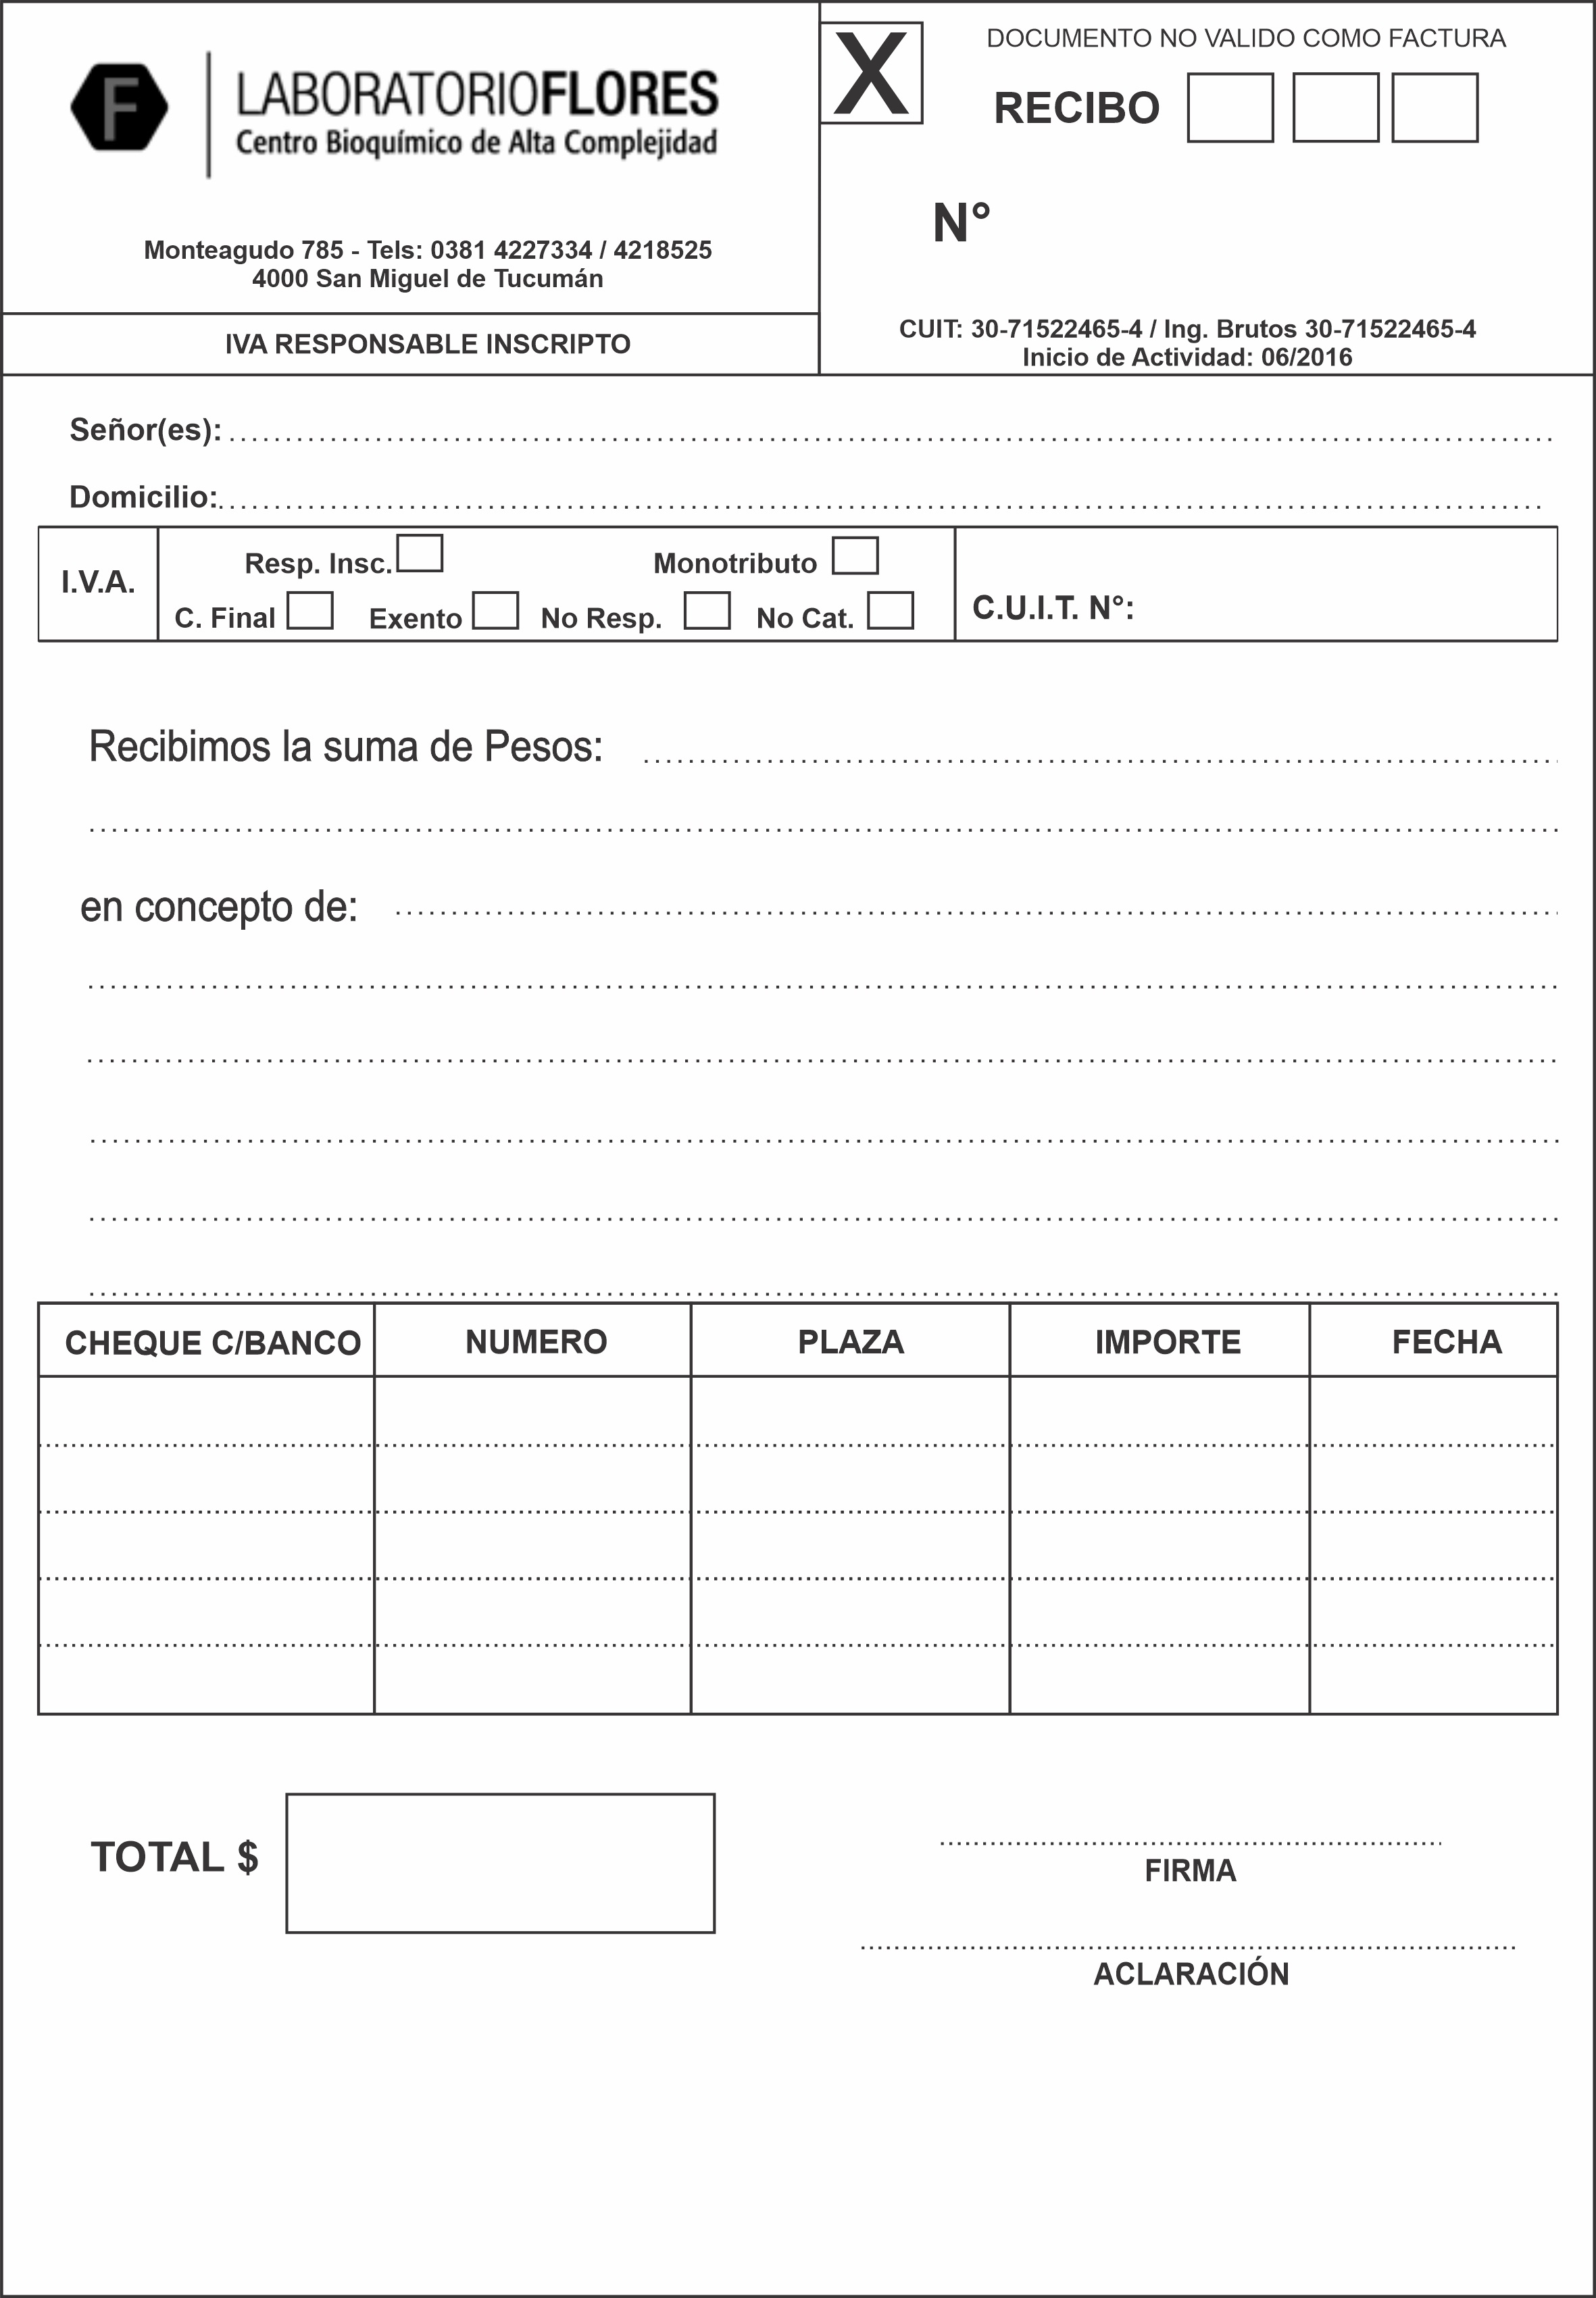 F
LABORATORIOFLORES
Centro Bioquímico de Alta Complejidad
Monteagudo 785 - Tels: 0381 4227334 / 4218525
4000 San Miguel de Tucumán
IVA RESPONSABLE INSCRIPTO
X
DOCUMENTO NO VALIDO COMO FACTURA
RECIBO
N°
CUIT: 30-71522465-4 / Ing. Brutos 30-71522465-4
Inicio de Actividad: 06/2016
Señor(es):
Domicilio:
I.V.A.
Resp. Insc. Monotributo
C. Final Exento No Resp. No Cat.
C.U.I.T. N°:
Recibimos la suma de Pesos:
en concepto de:
CHEQUE C/BANCO NUMERO PLAZA IMPORTE FECHA
TOTAL $
FIRMA
ACLARACIÓN